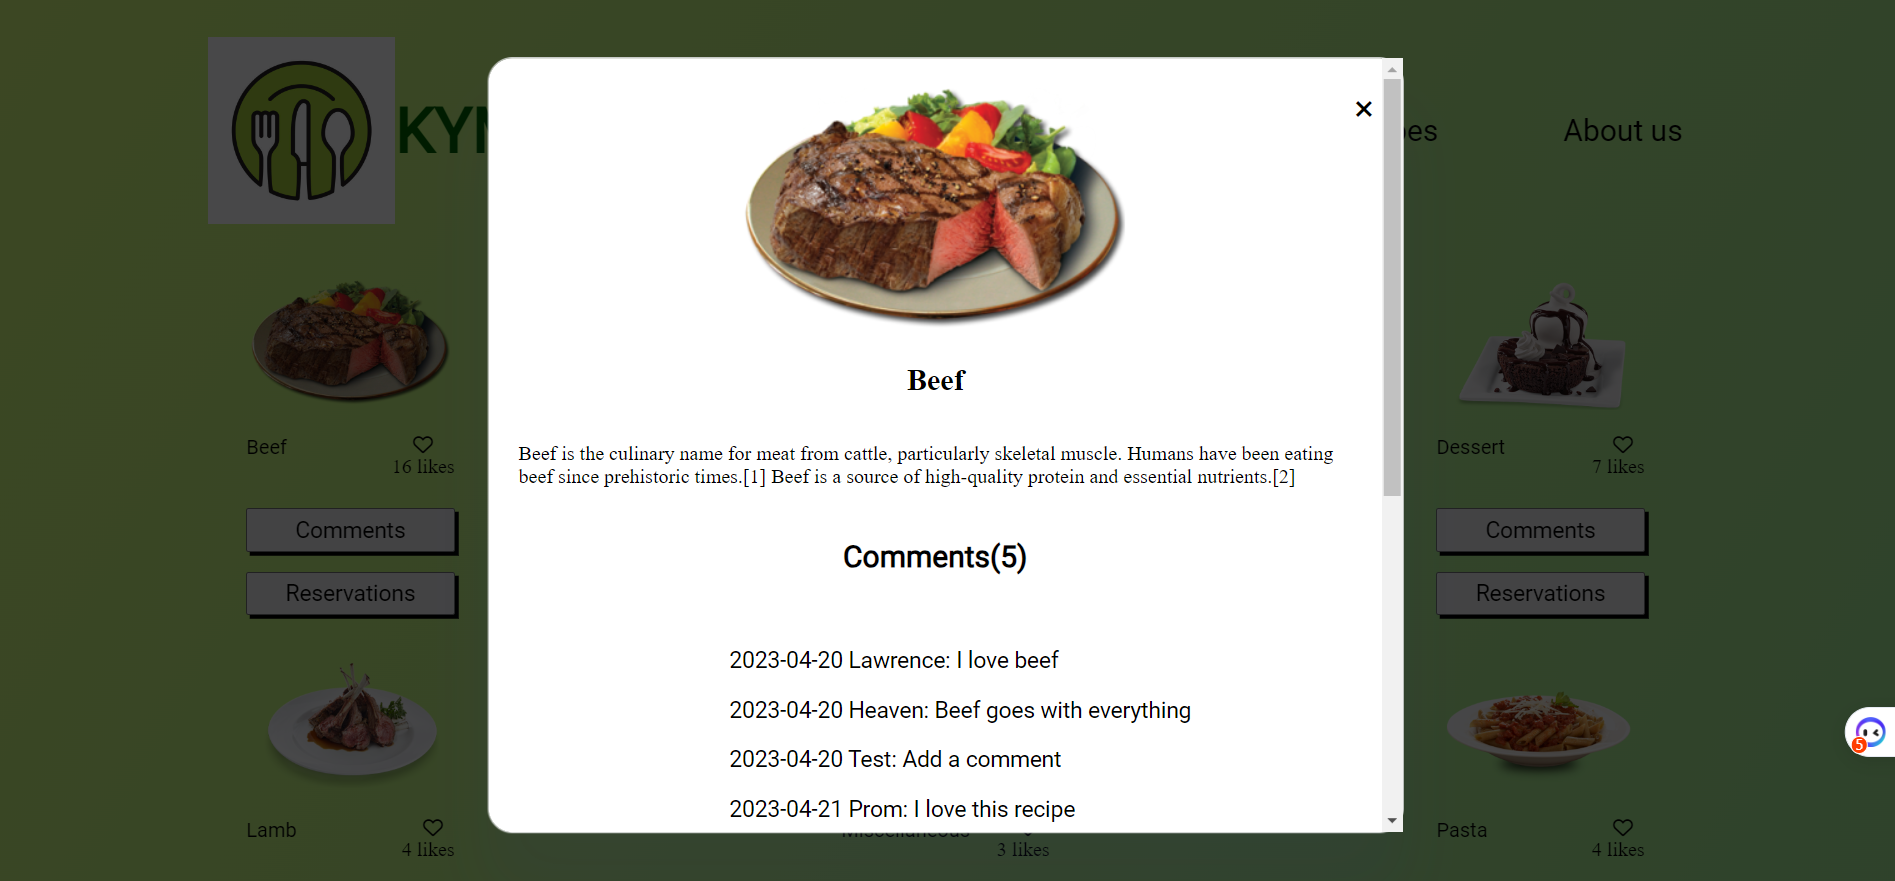 KYM
pes
About us
×
Beef
Beef is the culinary name for meat from cattle, particularly skeletal muscle. Humans have been eating
beef since prehistoric times.[1] Beef is a source of high-quality protein and essential nutrients.[2]
Comments(5)
2023-04-20 Lawrence: I love beef
2023-04-20 Heaven: Beef goes with everything
2023-04-20 Test: Add a comment
2023-04-21 Prom: I love this recipe
Beef
16 likes
Comments
Reservations
Dessert
7 likes
Comments
Reservations
Lamb
4 likes
Miscellaneous
3 likes
Pasta
4 likes
5